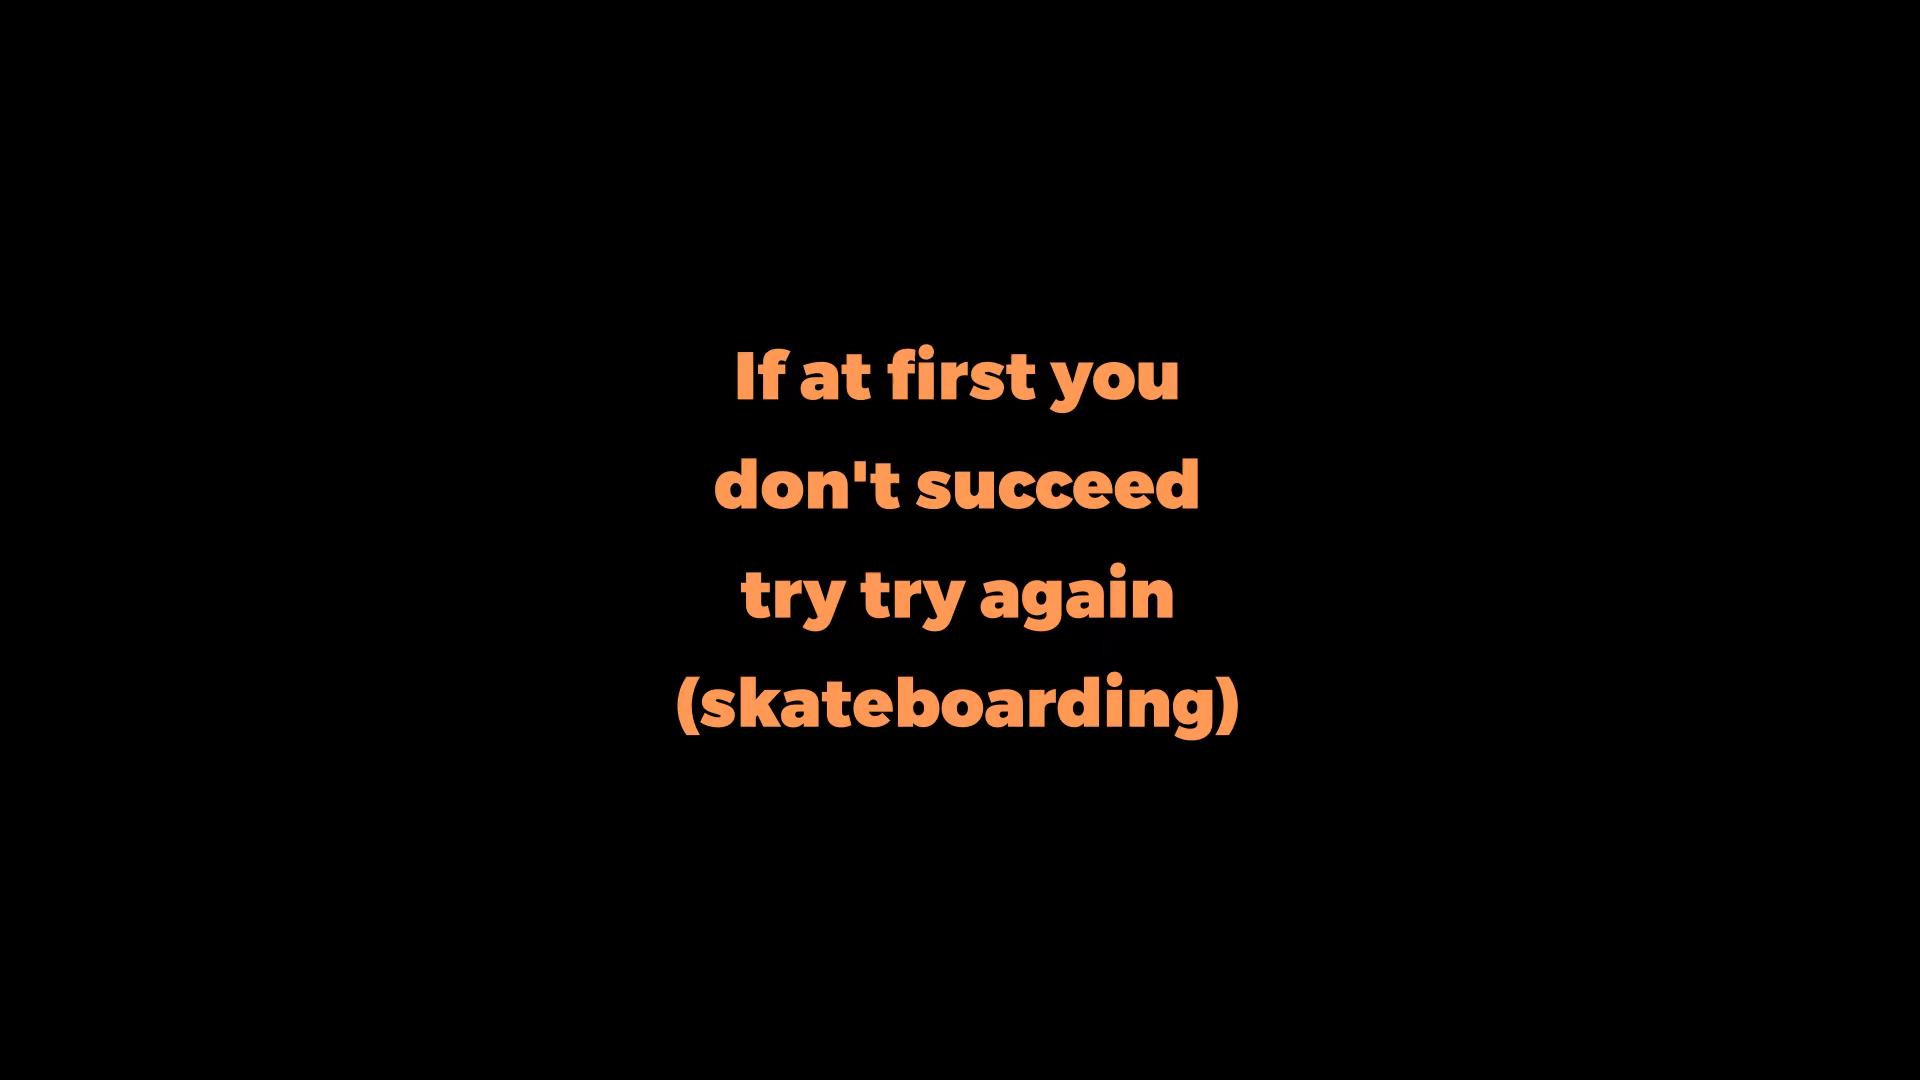 If at first you
don't succeed
try try again
(skateboarding)